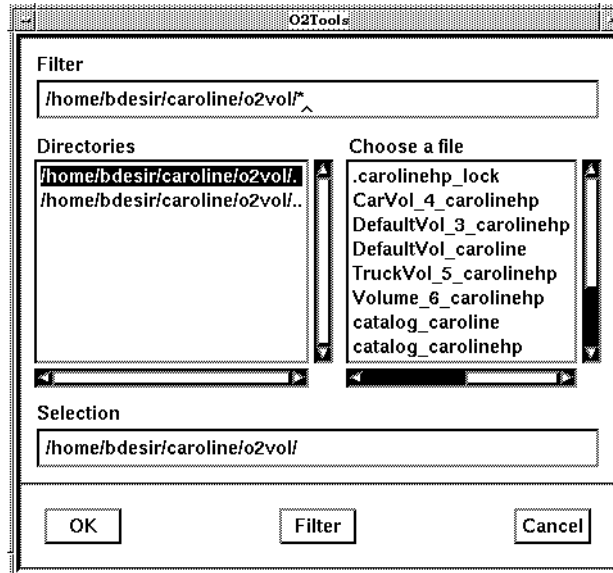 O2Tools
Filter
/home/bdesir/caroline/o2vol/*
Directories
Choose a file
/home/bdesir/caroline/o2vol/.
/home/bdesir/caroline/o2vol/..
.carolinehp_lock
CarVol_4_carolinehp
DefaultVol_3_carolinehp
DefaultVol_caroline
TruckVol_5_carolinehp
Volume_6_carolinehp
catalog_caroline
catalog_carolinehp
Selection
/home/bdesir/caroline/o2vol/
OK
Filter
Cancel